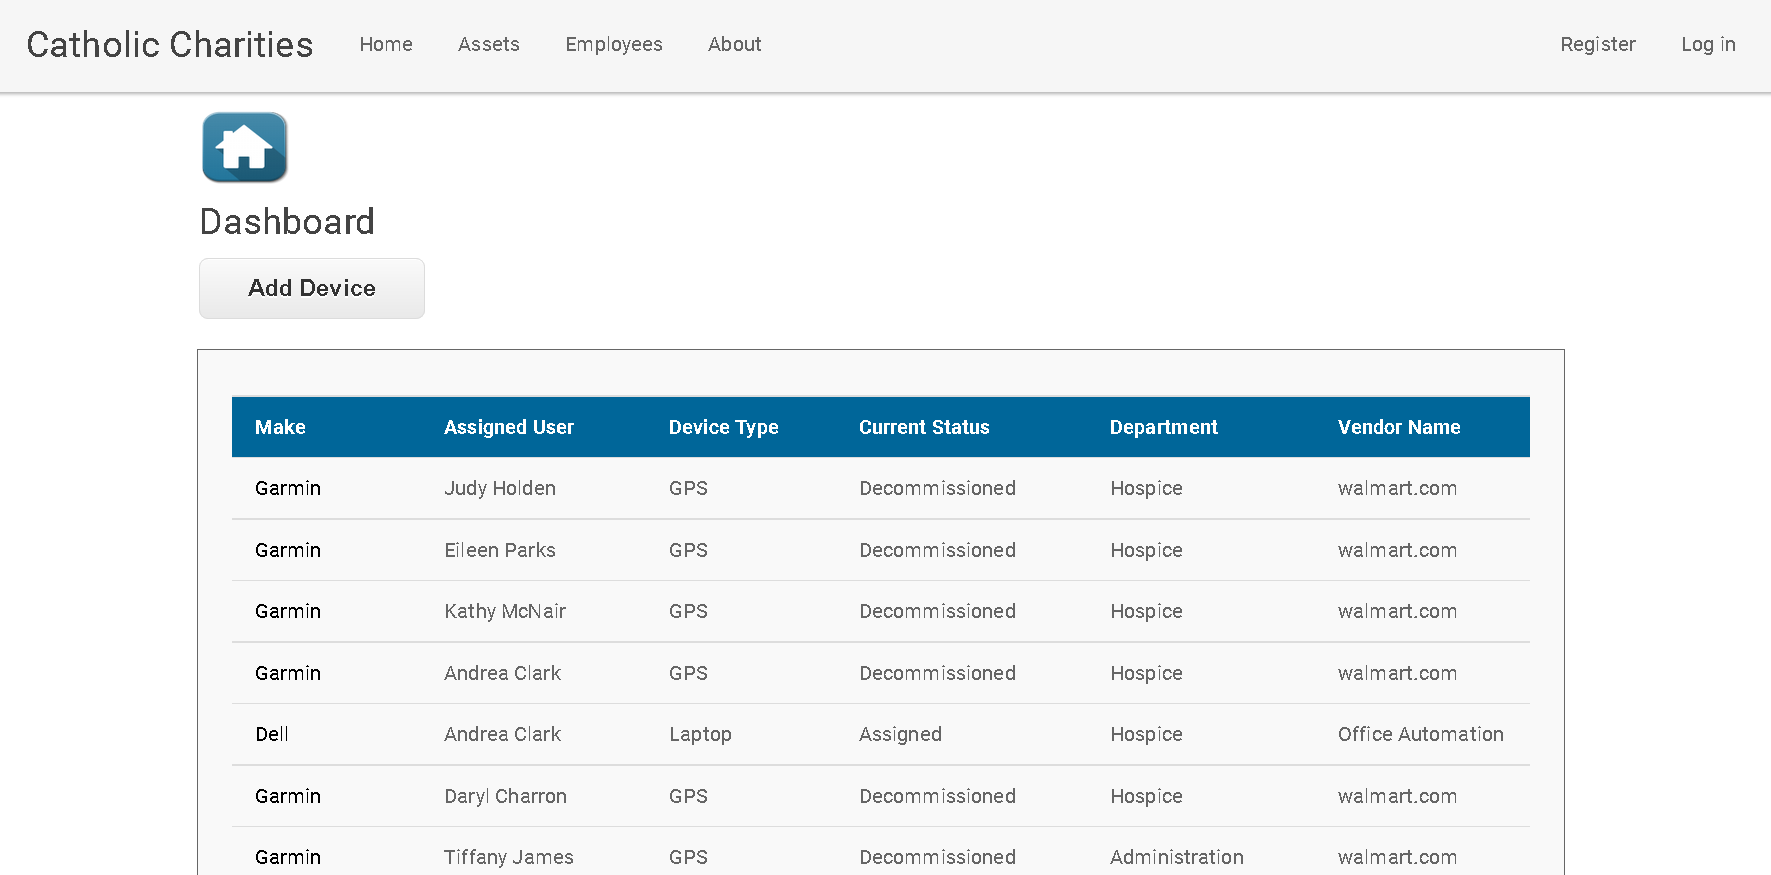 Catholic Charities Home Assets Employees About Register Log in
Dashboard
Add Device
Make Assigned User Device Type Current Status Department Vendor Name
Garmin Judy Holden GPS Decommissioned Hospice walmart.com
Garmin Eileen Parks GPS Decommissioned Hospice walmart.com
Garmin Kathy McNair GPS Decommissioned Hospice walmart.com
Garmin Andrea Clark GPS Decommissioned Hospice walmart.com
Dell Andrea Clark Laptop Assigned Hospice Office Automation
Garmin Daryl Charron GPS Decommissioned Hospice walmart.com
Garmin Tiffany James GPS Decommissioned Administration walmart.com